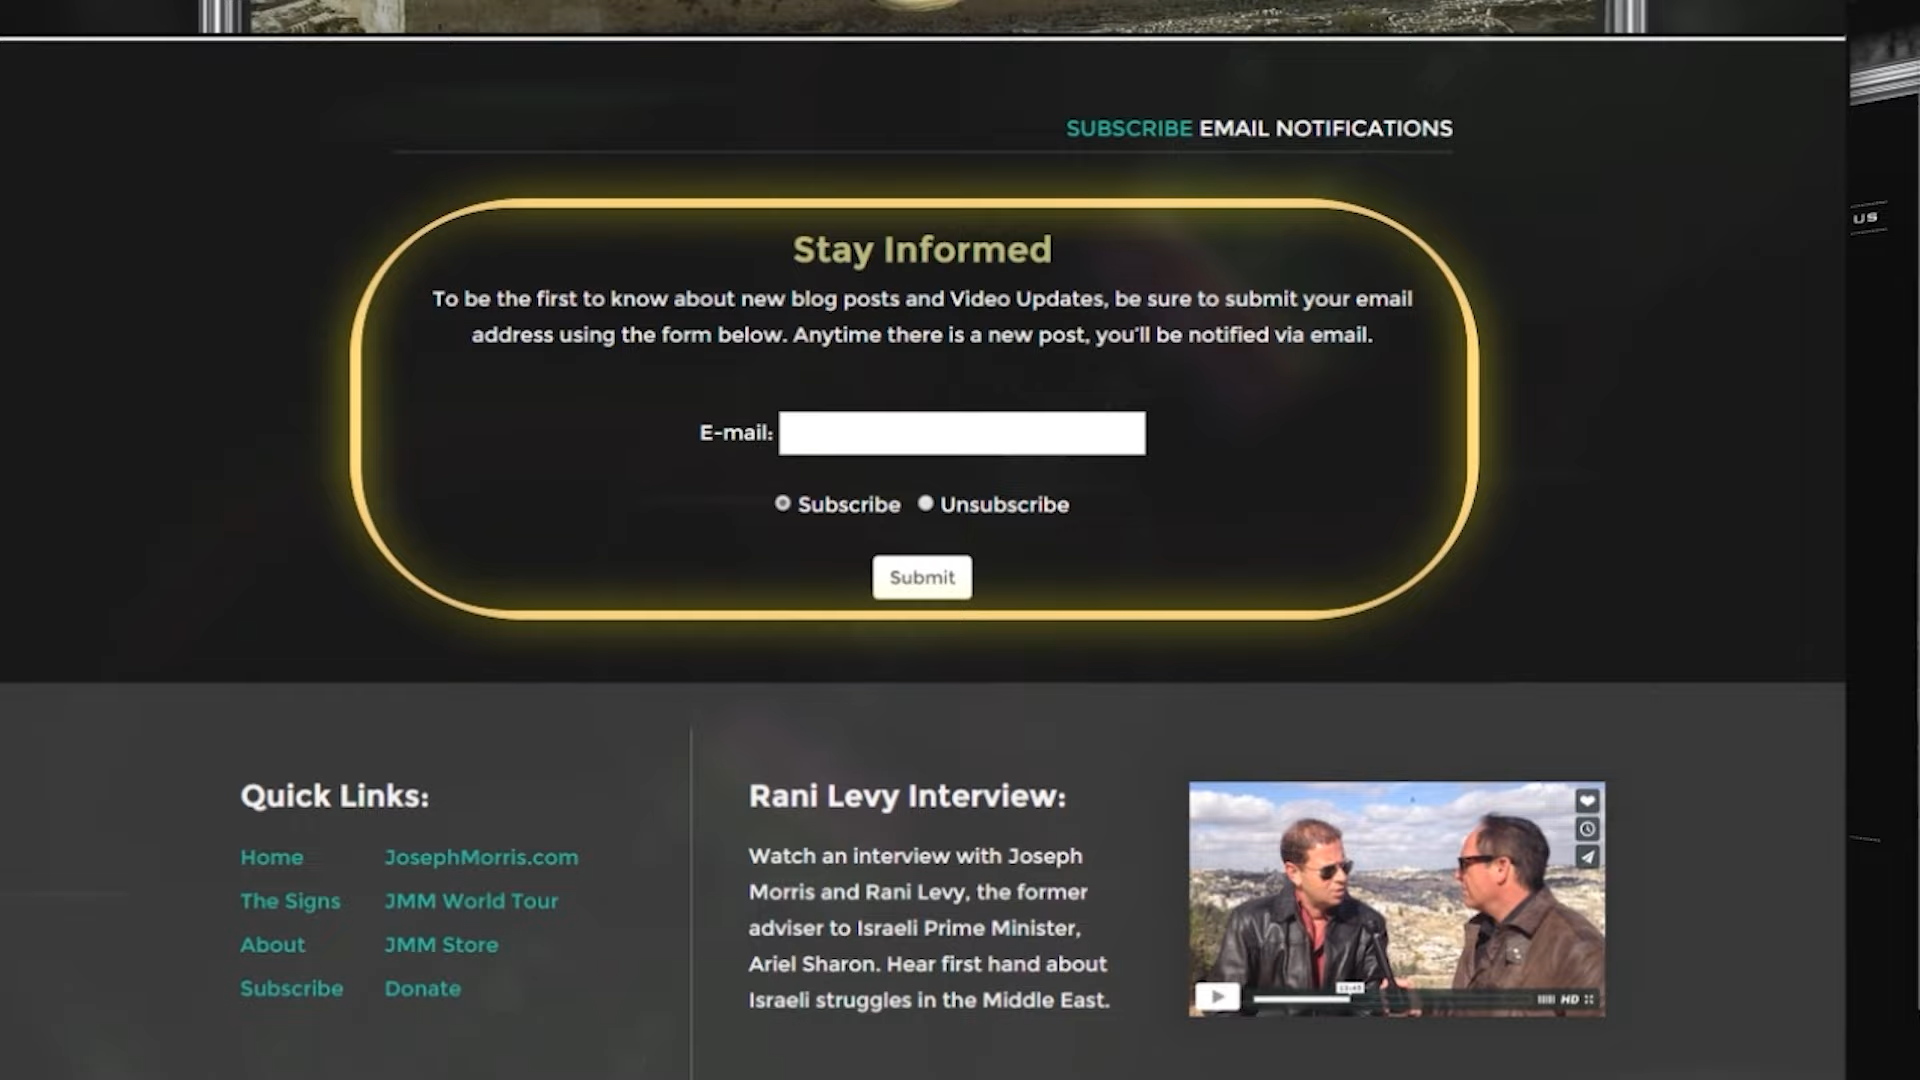 SUBSCRIBE EMAIL NOTIFICATIONS
US
Stay Informed
To be the first to know about new blog posts and Video Updates, be sure to submit your email
address using the form below. Anytime there is a new post, you'll be notified via email.
E-mail:
Subscribe Unsubscribe
Submit
Quick Links:
Home JosephMorris.com
The Signs JMM World Tour
About JMM Store
Subscribe Donate
Rani Levy Interview:
Watch an interview with Joseph
Morris and Rani Levy, the former
adviser to Israeli Prime Minister,
Ariel Sharon. Hear first hand about
Israeli struggles in the Middle East.
HD